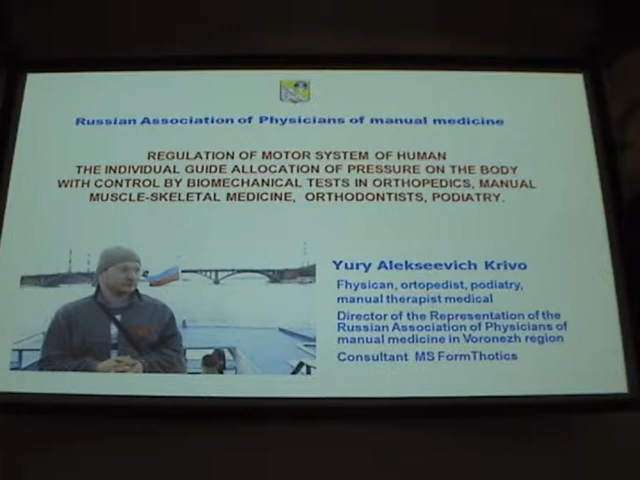 Russian Association of Physicians of manual medicine
REGULATION OF MOTOR SYSTEM OF HUMAN
THE INDIVIDUAL GUIDE ALLOCATION OF PRESSURE ON THE BODY
WITH CONTROL BY BIOMECHANICAL TESTS IN ORTHOPEDICS, MANUAL
MUSCLE-SKELETAL MEDICINE, ORTHODONTISTS, PODIATRY.
Yury Alekseevich Krivo
Fhysican, ortopedist, podiatry,
manual therapist medical
Director of the Representation of the
Russian Association of Physicians of
manual medicine in Voronezh region
Consultant MS FormThotics